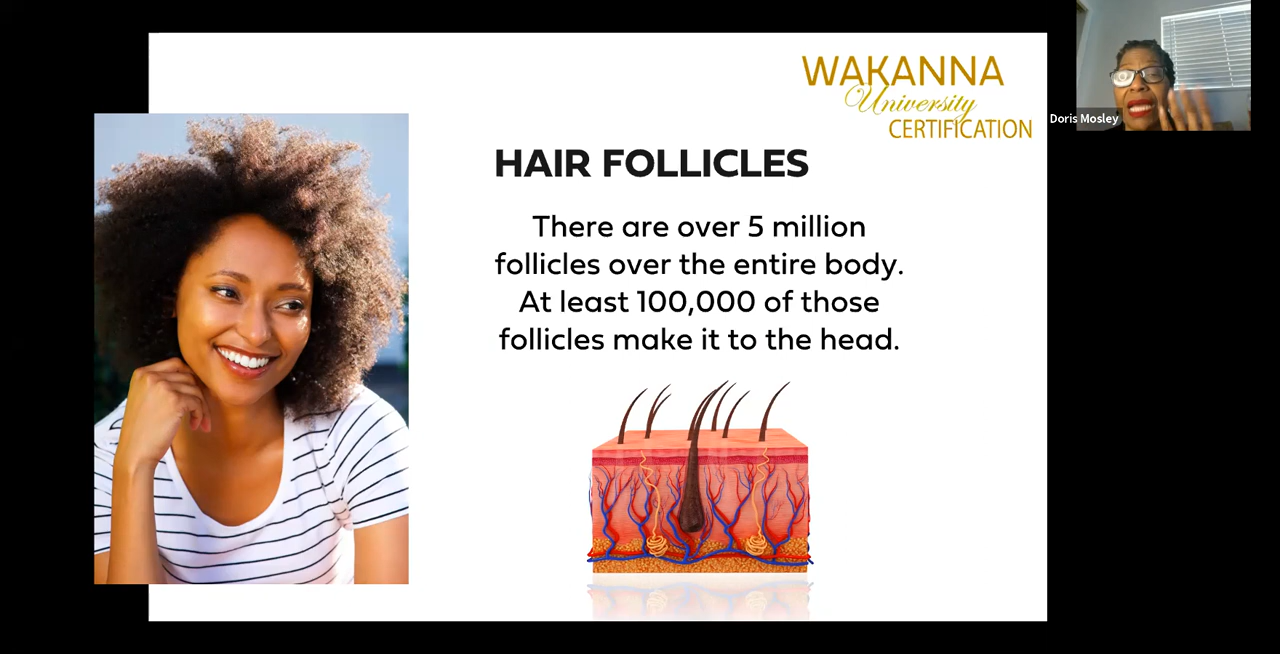 WAKANNA
University
CERTIFICATION
Doris Mosley
HAIR FOLLICLES
There are over 5 million
follicles over the entire body.
At least 100,000 of those
follicles make it to the head.